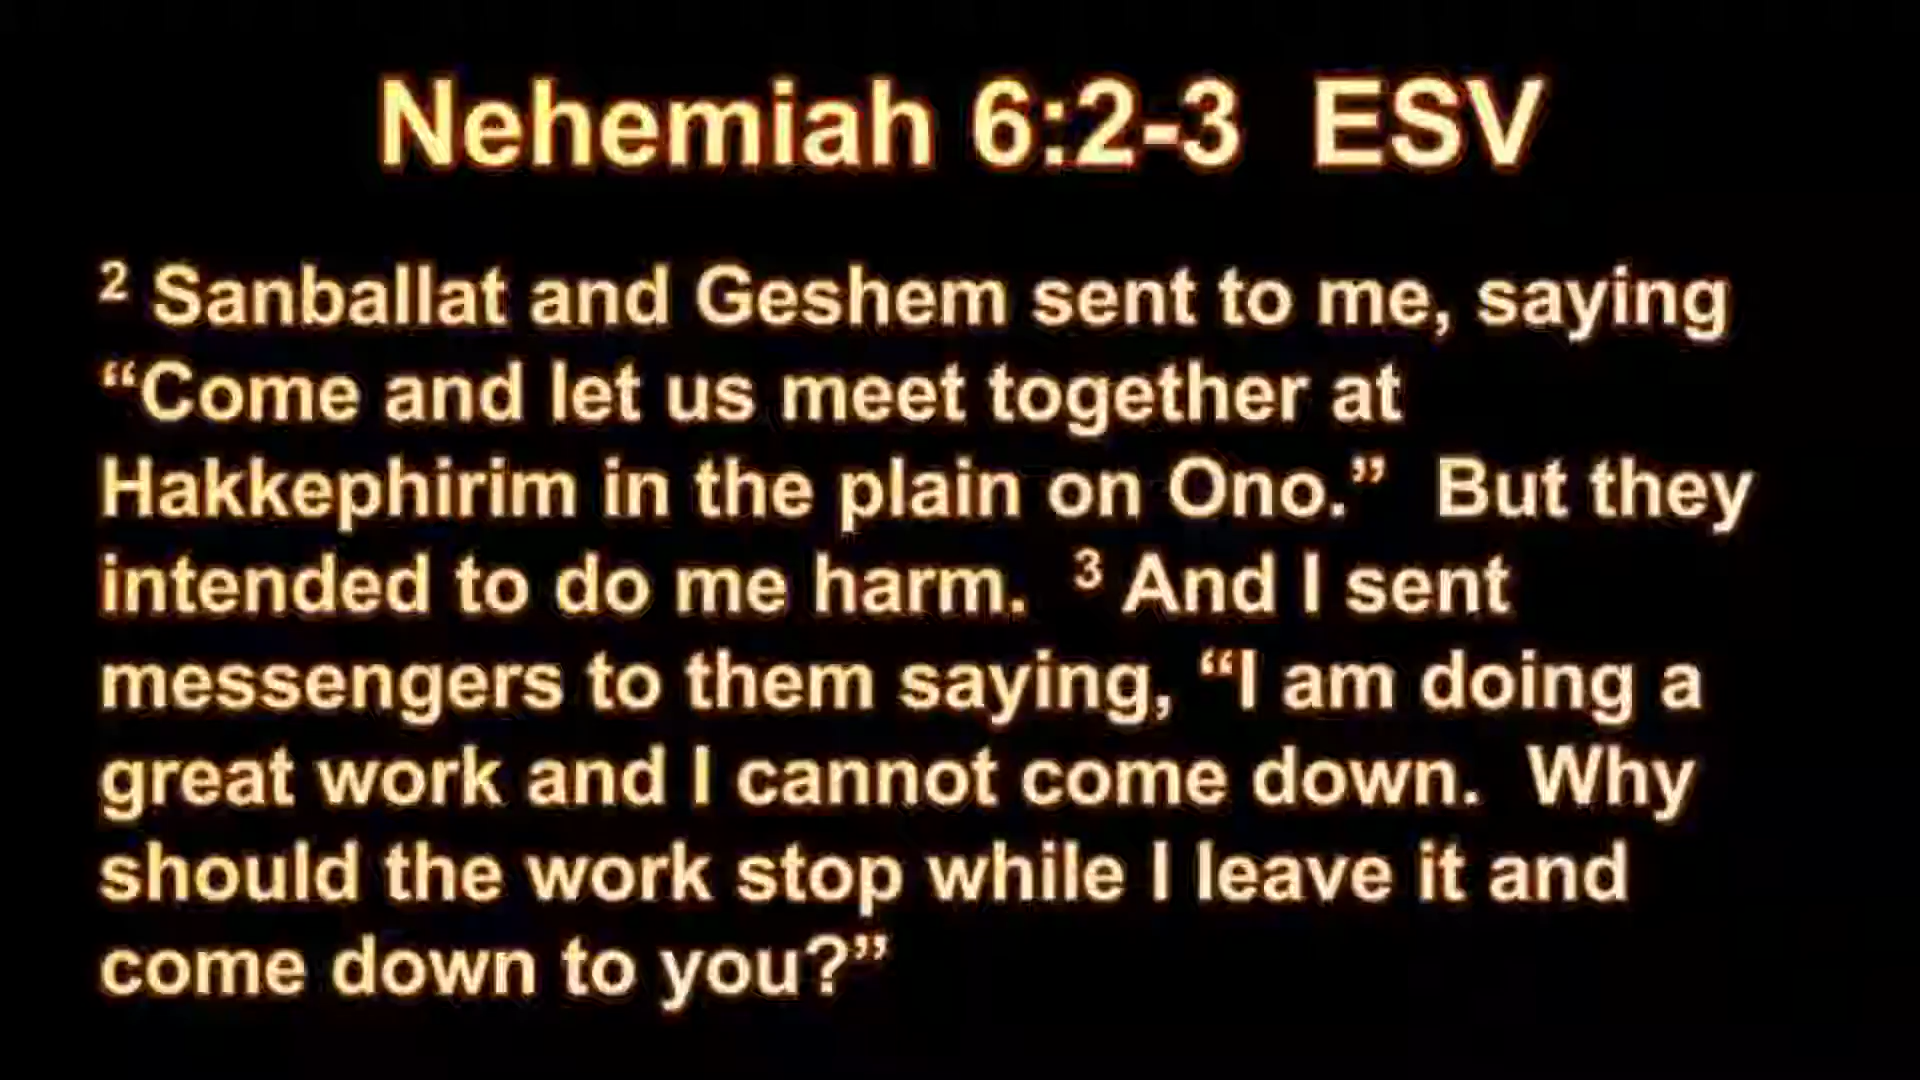 Nehemiah 6:2-3  ESV
² Sanballat and Geshem sent to me, saying
“Come and let us meet together at
Hakkephirim in the plain on Ono.”  But they
intended to do me harm.  ³ And I sent
messengers to them saying, “I am doing a
great work and I cannot come down.  Why
should the work stop while I leave it and
come down to you?”